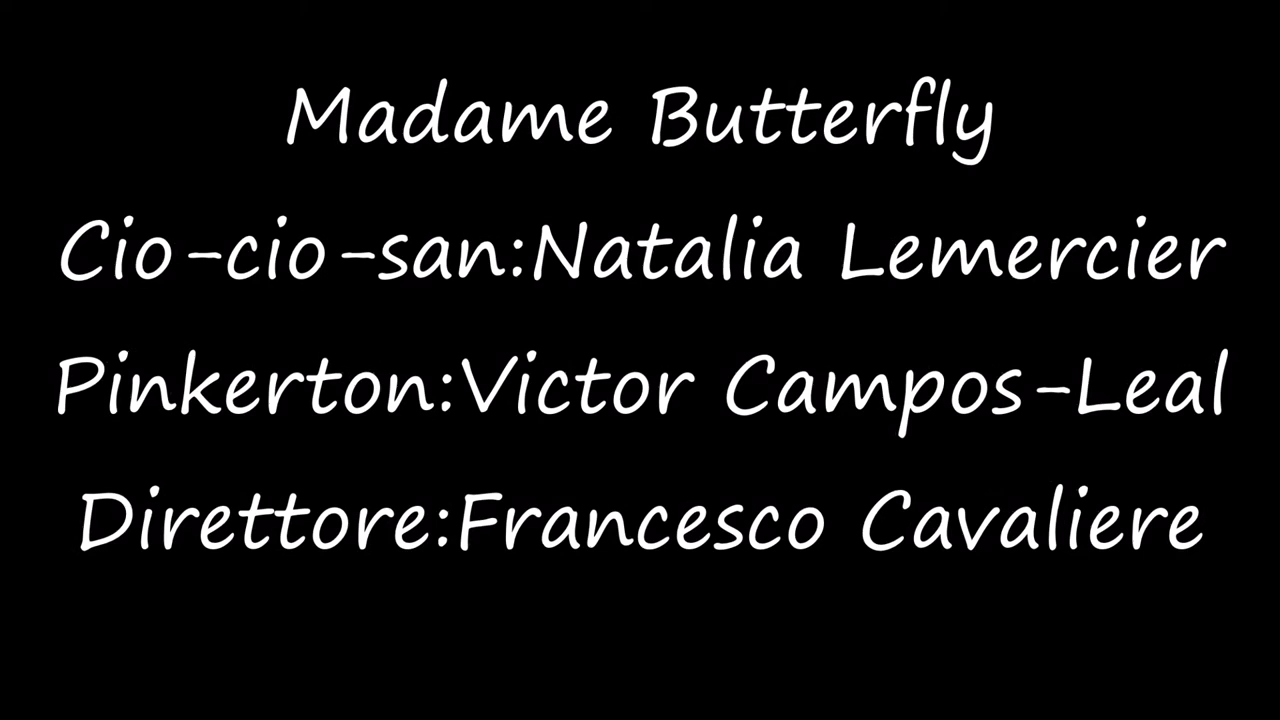 Madame Butterfly
Cio-cio-san:Natalia Lemercier
Pinkerton:Victor Campos-Leal
Direttore:Francesco Cavaliere